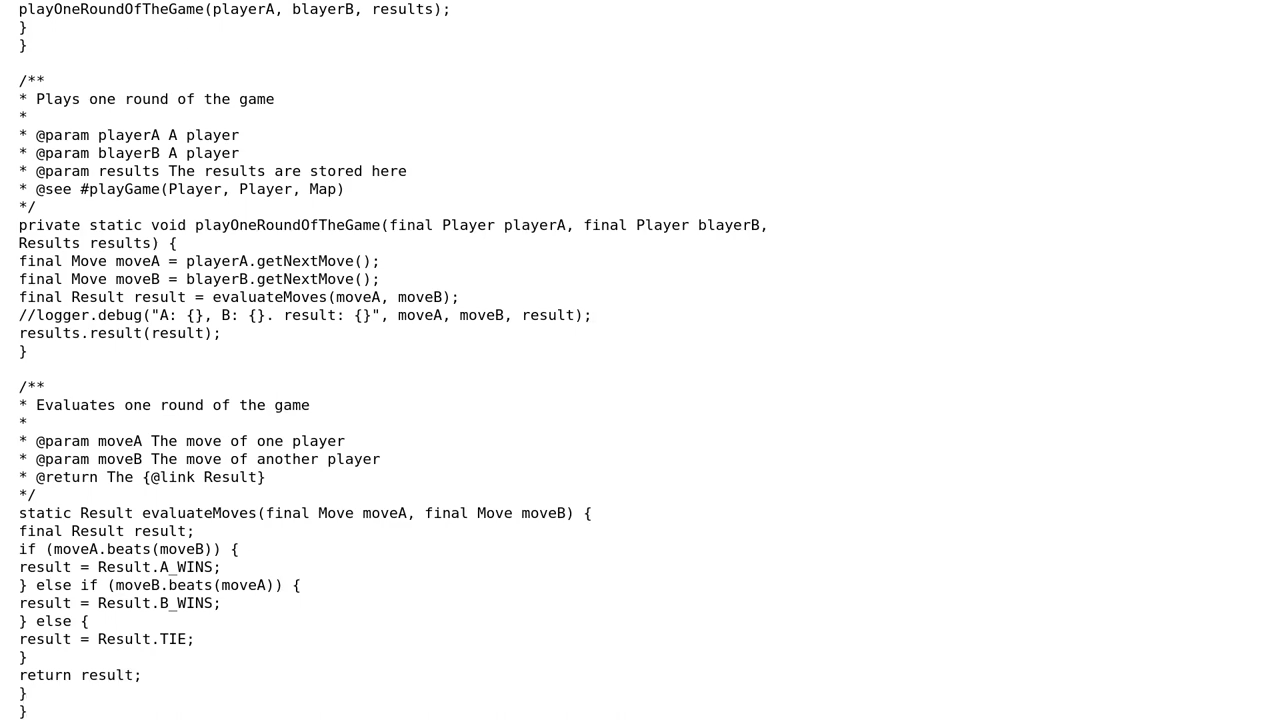 playOneRoundOfTheGame(playerA, blayerB, results);
}
}
/**
* Plays one round of the game
*
* @param playerA A player
* @param blayerB A player
* @param results The results are stored here
* @see #playGame(Player, Player, Map)
*/
private static void playOneRoundOfTheGame(final Player playerA, final Player blayerB,
Results results) {
final Move moveA = playerA.getNextMove();
final Move moveB = blayerB.getNextMove();
final Result result = evaluateMoves(moveA, moveB);
//logger.debug("A: {}, B: {}. result: {}", moveA, moveB, result);
results.result(result);
}
/**
* Evaluates one round of the game
*
* @param moveA The move of one player
* @param moveB The move of another player
* @return The {@link Result}
*/
static Result evaluateMoves(final Move moveA, final Move moveB) {
final Result result;
if (moveA.beats(moveB)) {
result = Result.A_WINS;
} else if (moveB.beats(moveA)) {
result = Result.B_WINS;
} else {
result = Result.TIE;
}
return result;
}
}